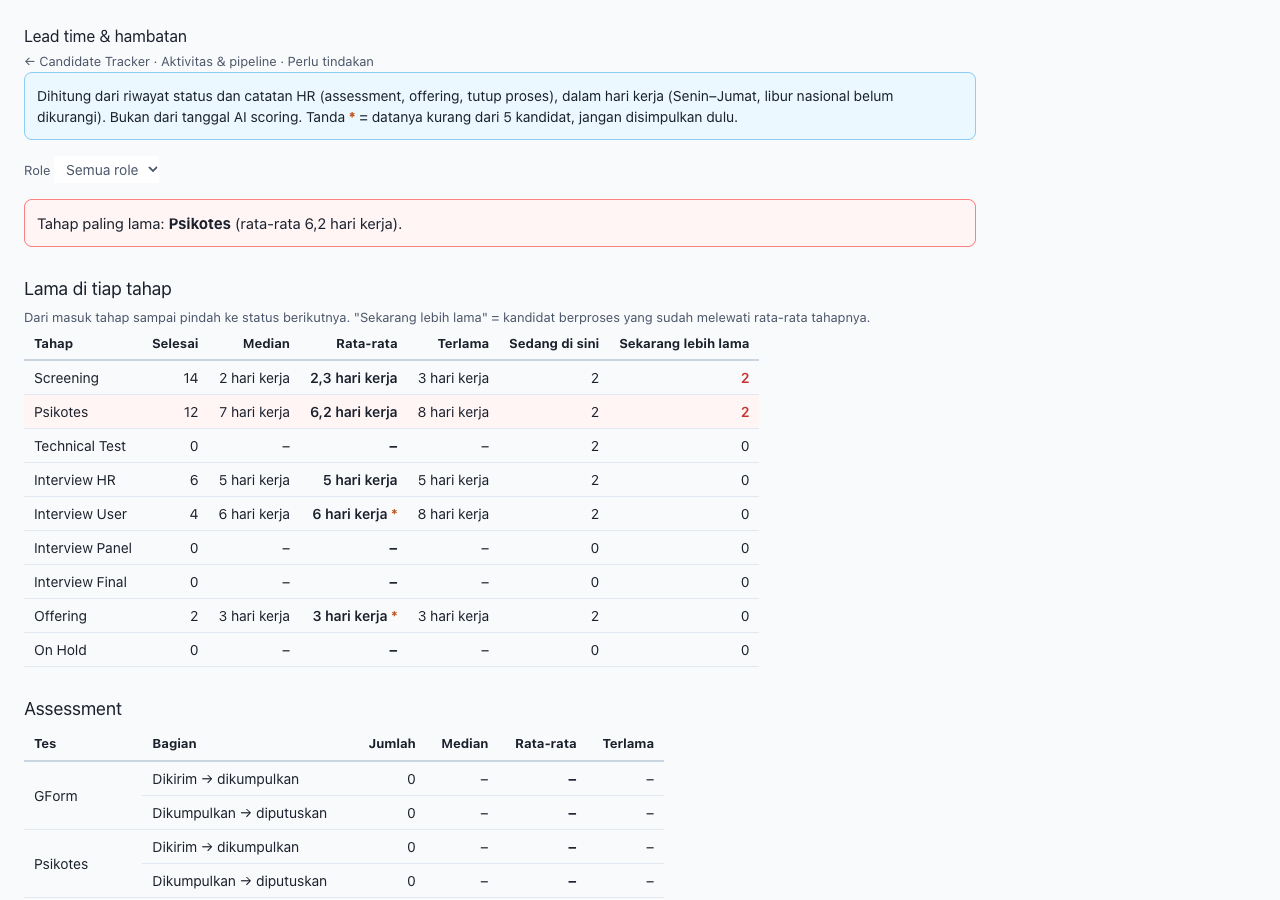 Lead time & hambatan
← Candidate Tracker · Aktivitas & pipeline · Perlu tindakan
Dihitung dari riwayat status dan catatan HR (assessment, offering, tutup proses), dalam hari kerja (Senin–Jumat, libur nasional belum
dikurangi). Bukan dari tanggal AI scoring. Tanda * = datanya kurang dari 5 kandidat, jangan disimpulkan dulu.
Role Semua role
Tahap paling lama: Psikotes (rata-rata 6,2 hari kerja).
Lama di tiap tahap
Dari masuk tahap sampai pindah ke status berikutnya. "Sekarang lebih lama" = kandidat berproses yang sudah melewati rata-rata tahapnya.
Tahap Selesai Median Rata-rata Terlama Sedang di sini Sekarang lebih lama
Screening 14 2 hari kerja 2,3 hari kerja 3 hari kerja 2 2
Psikotes 12 7 hari kerja 6,2 hari kerja 8 hari kerja 2 2
Technical Test 0 – – – 2 0
Interview HR 6 5 hari kerja 5 hari kerja 5 hari kerja 2 0
Interview User 4 6 hari kerja 6 hari kerja * 8 hari kerja 2 0
Interview Panel 0 – – – 0 0
Interview Final 0 – – – 0 0
Offering 2 3 hari kerja 3 hari kerja * 3 hari kerja 2 0
On Hold 0 – – – 0 0
Assessment
Tes Bagian Jumlah Median Rata-rata Terlama
GForm
Dikirim → dikumpulkan 0 – – –
Dikumpulkan → diputuskan 0 – – –
Psikotes
Dikirim → dikumpulkan 0 – – –
Dikumpulkan → diputuskan 0 – – –